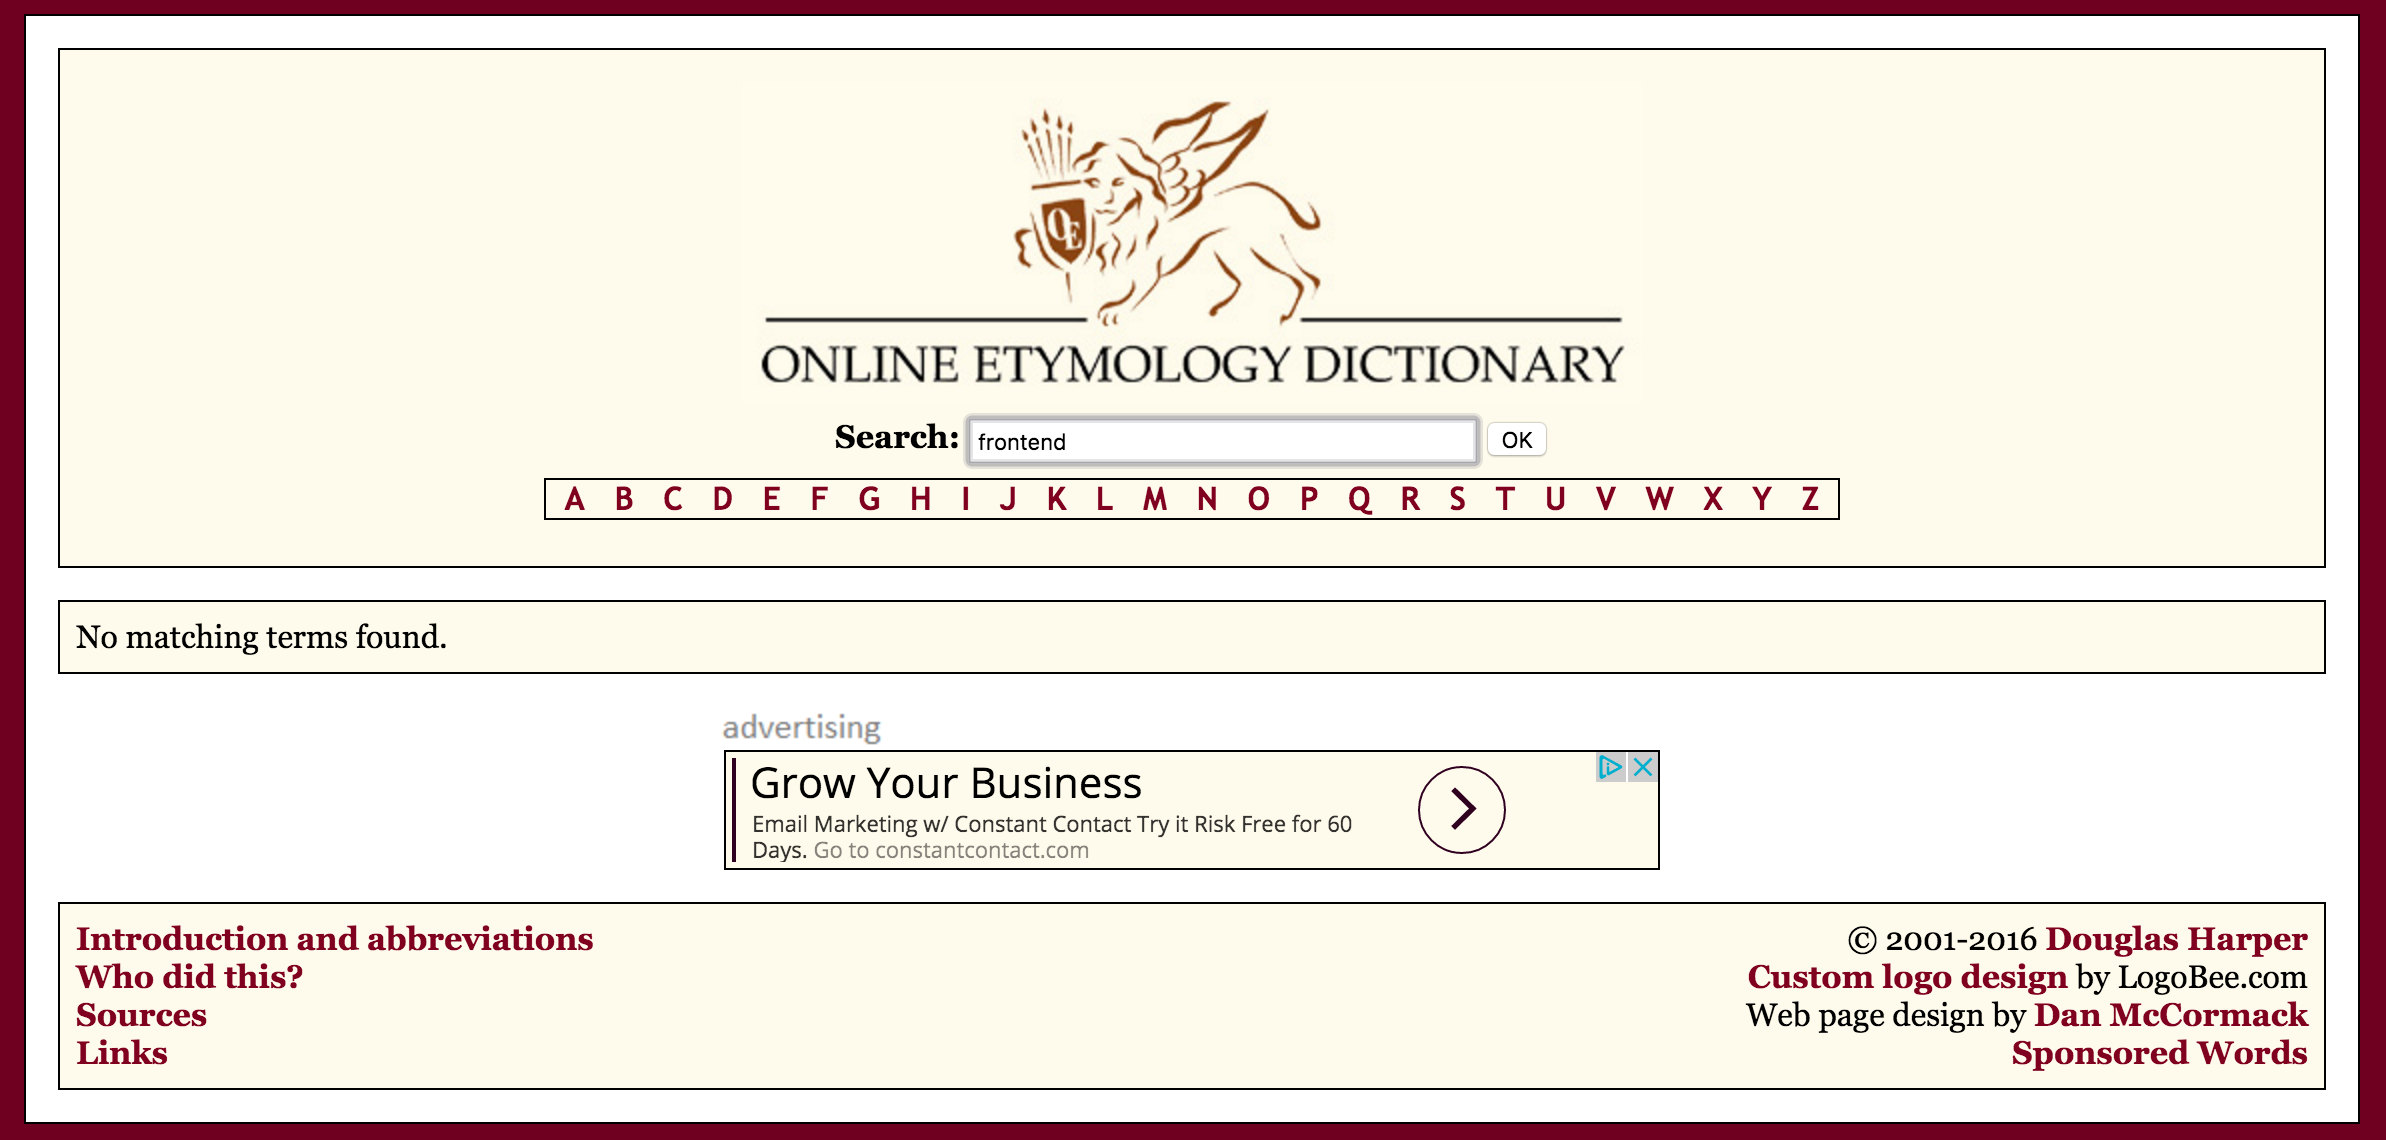 OE
ONLINE ETYMOLOGY DICTIONARY
Search: frontend OK
A B C D E F G H I J K L M N O P Q R S T U V W X Y Z
No matching terms found.
advertising
Grow Your Business
Email Marketing w/ Constant Contact Try it Risk Free for 60
Days. Go to constantcontact.com
Introduction and abbreviations
Who did this?
Sources
Links
© 2001-2016 Douglas Harper
Custom logo design by LogoBee.com
Web page design by Dan McCormack
Sponsored Words